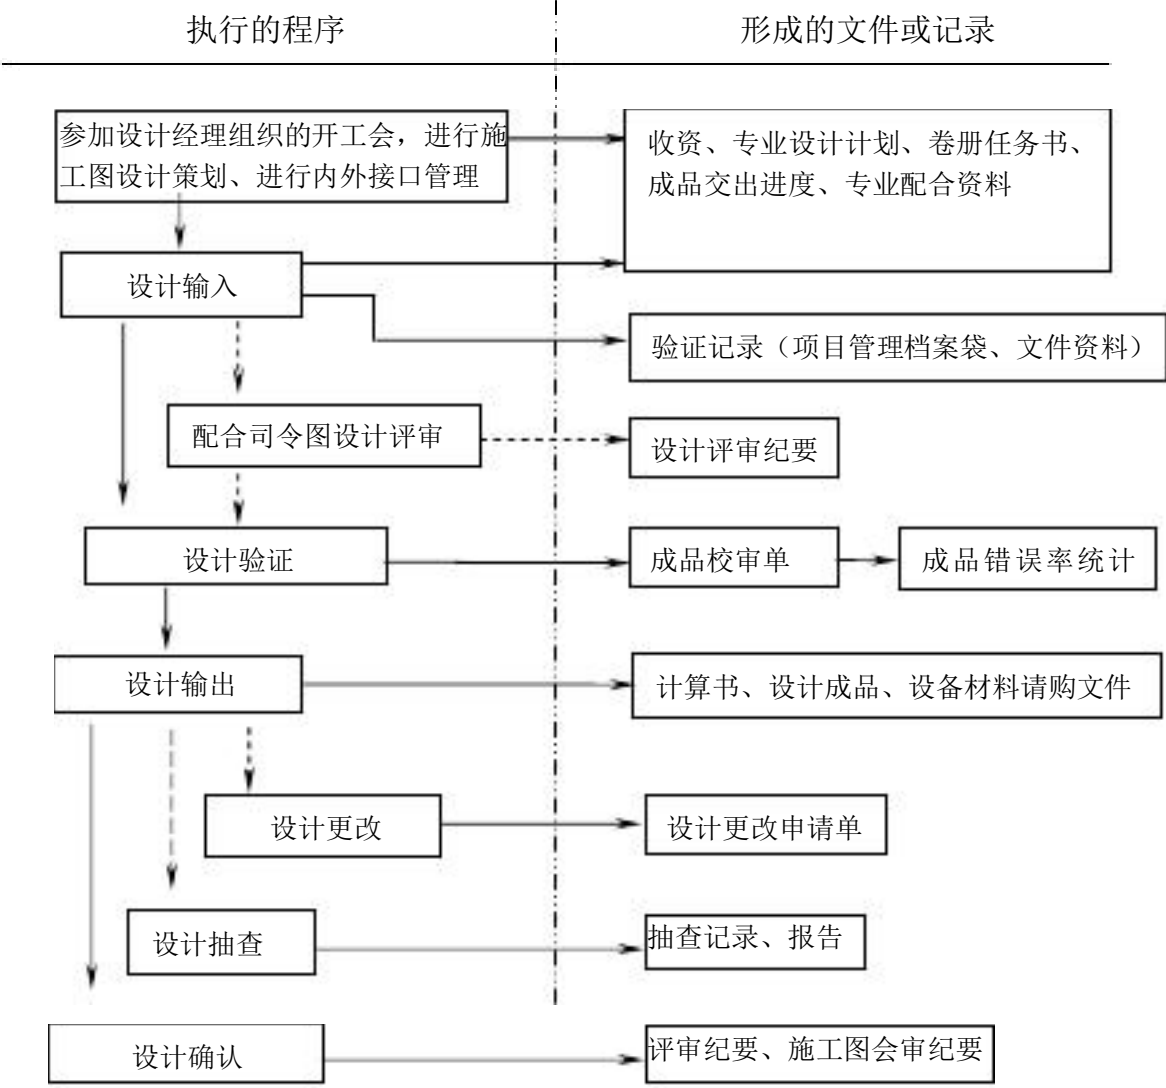 执行的程序
形成的文件或记录
参加设计经理组织的开工会，进行施
工图设计策划、进行内外接口管理
收资、专业设计计划、卷册任务书、
成品交出进度、专业配合资料
设计输入
验证记录（项目管理档案袋、文件资料）
配合司令图设计评审
设计评审纪要
设计验证
成品校审单
成品错误率统计
设计输出
计算书、设计成品、设备材料请购文件
设计更改
设计更改申请单
设计抽查
抽查记录、报告
设计确认
评审纪要、施工图会审纪要